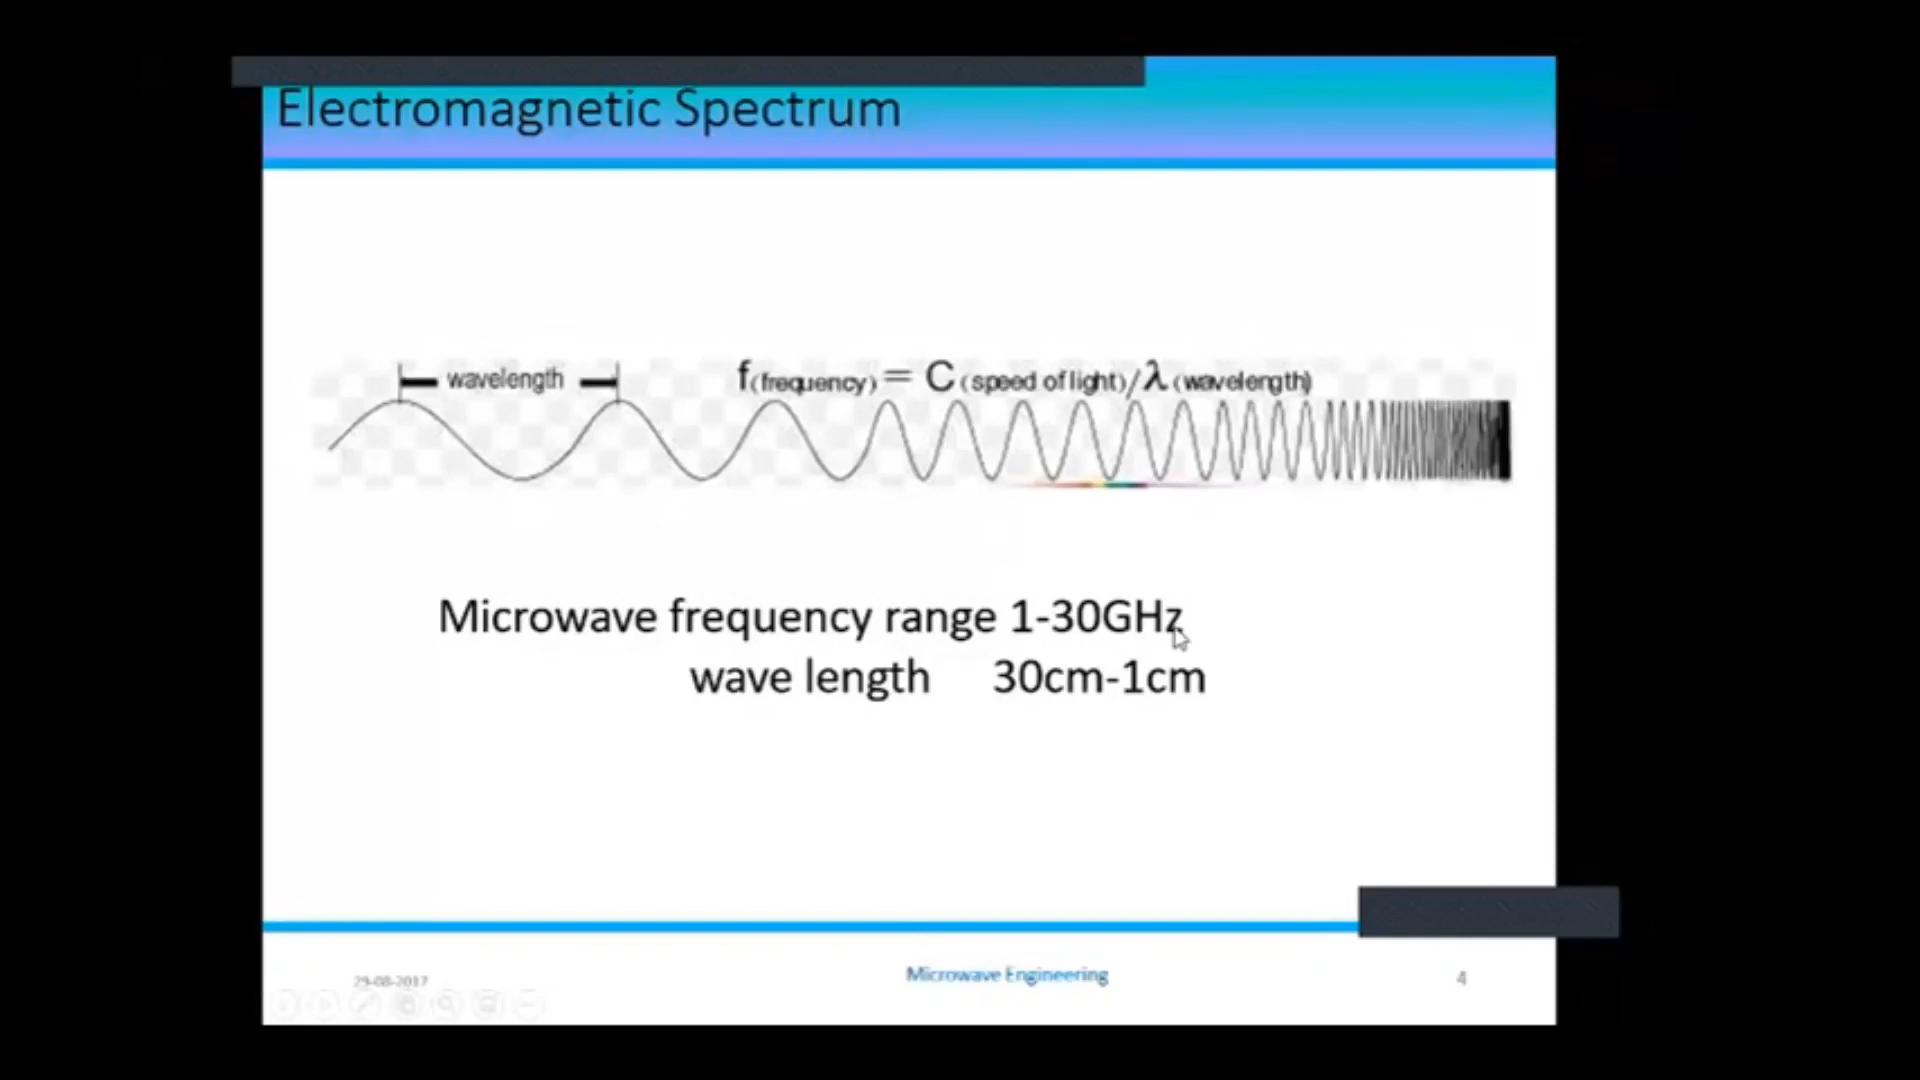 Electromagnetic Spectrum
wavelength
f(frequency) = C(speed of light)/λ(wavelength)
Microwave frequency range 1-30GHz
wave length 30cm-1cm
29-08-2017
Microwave Engineering
4